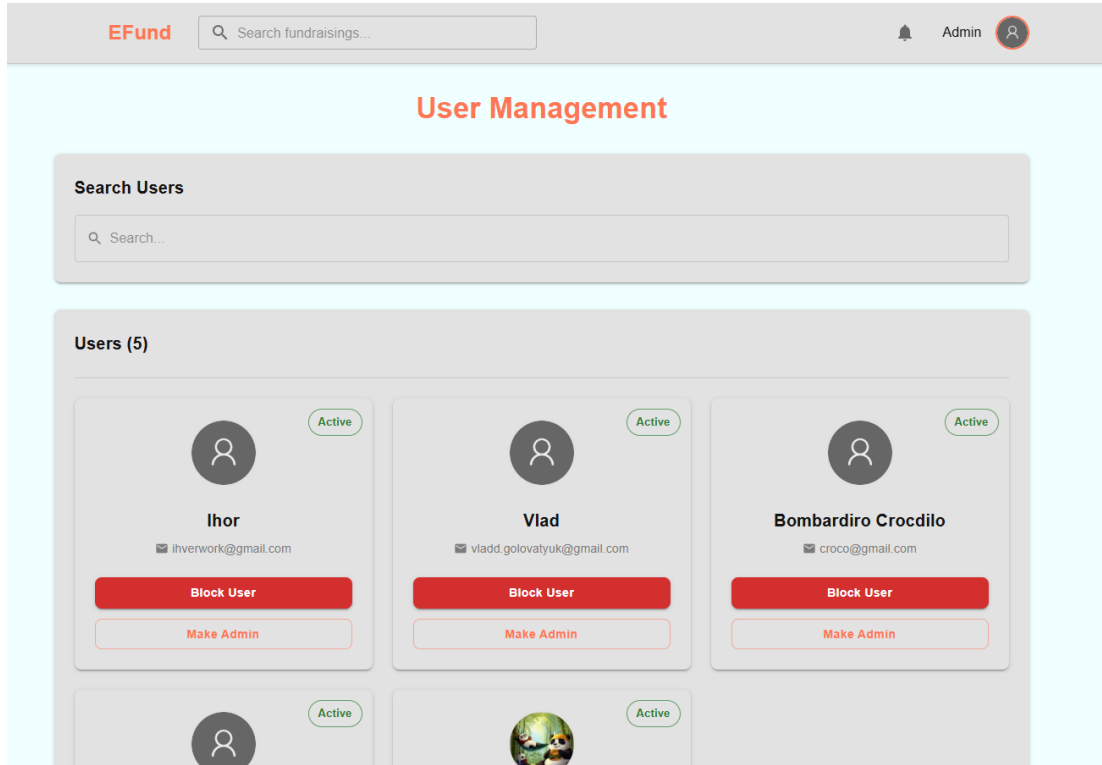 EFund
Search fundraisings...
Admin
User Management
Search Users
Search...
Users (5)
Active
Ihor
ihverwork@gmail.com
Block User
Make Admin
Active
Vlad
vladd.golovatyuk@gmail.com
Block User
Make Admin
Active
Bombardiro Crocdilo
croco@gmail.com
Block User
Make Admin
Active
Active